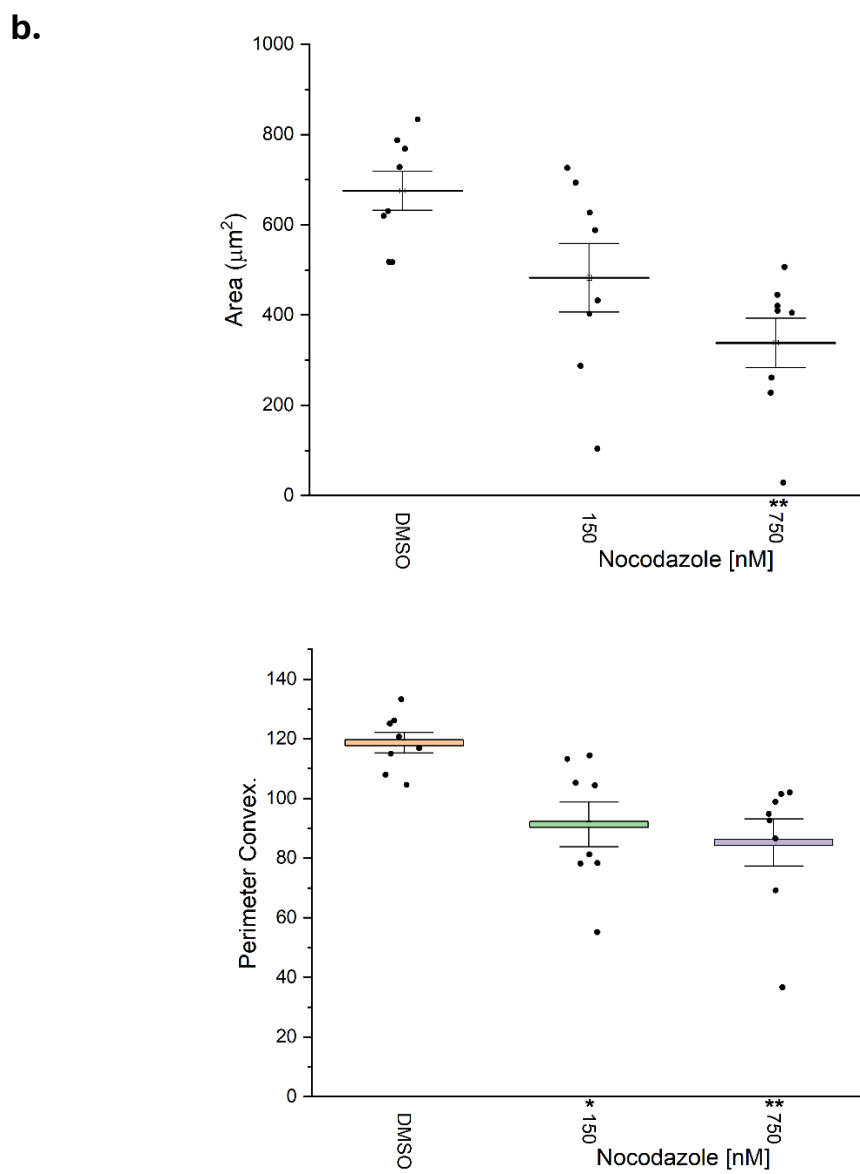 b.
1000
800
600
400
200
0
Area (μm²)
DMSO
150
**750
Nocodazole [nM]
140
120
100
80
60
40
20
0
Perimeter Convex.
DMSO
* 150
**750
Nocodazole [nM]